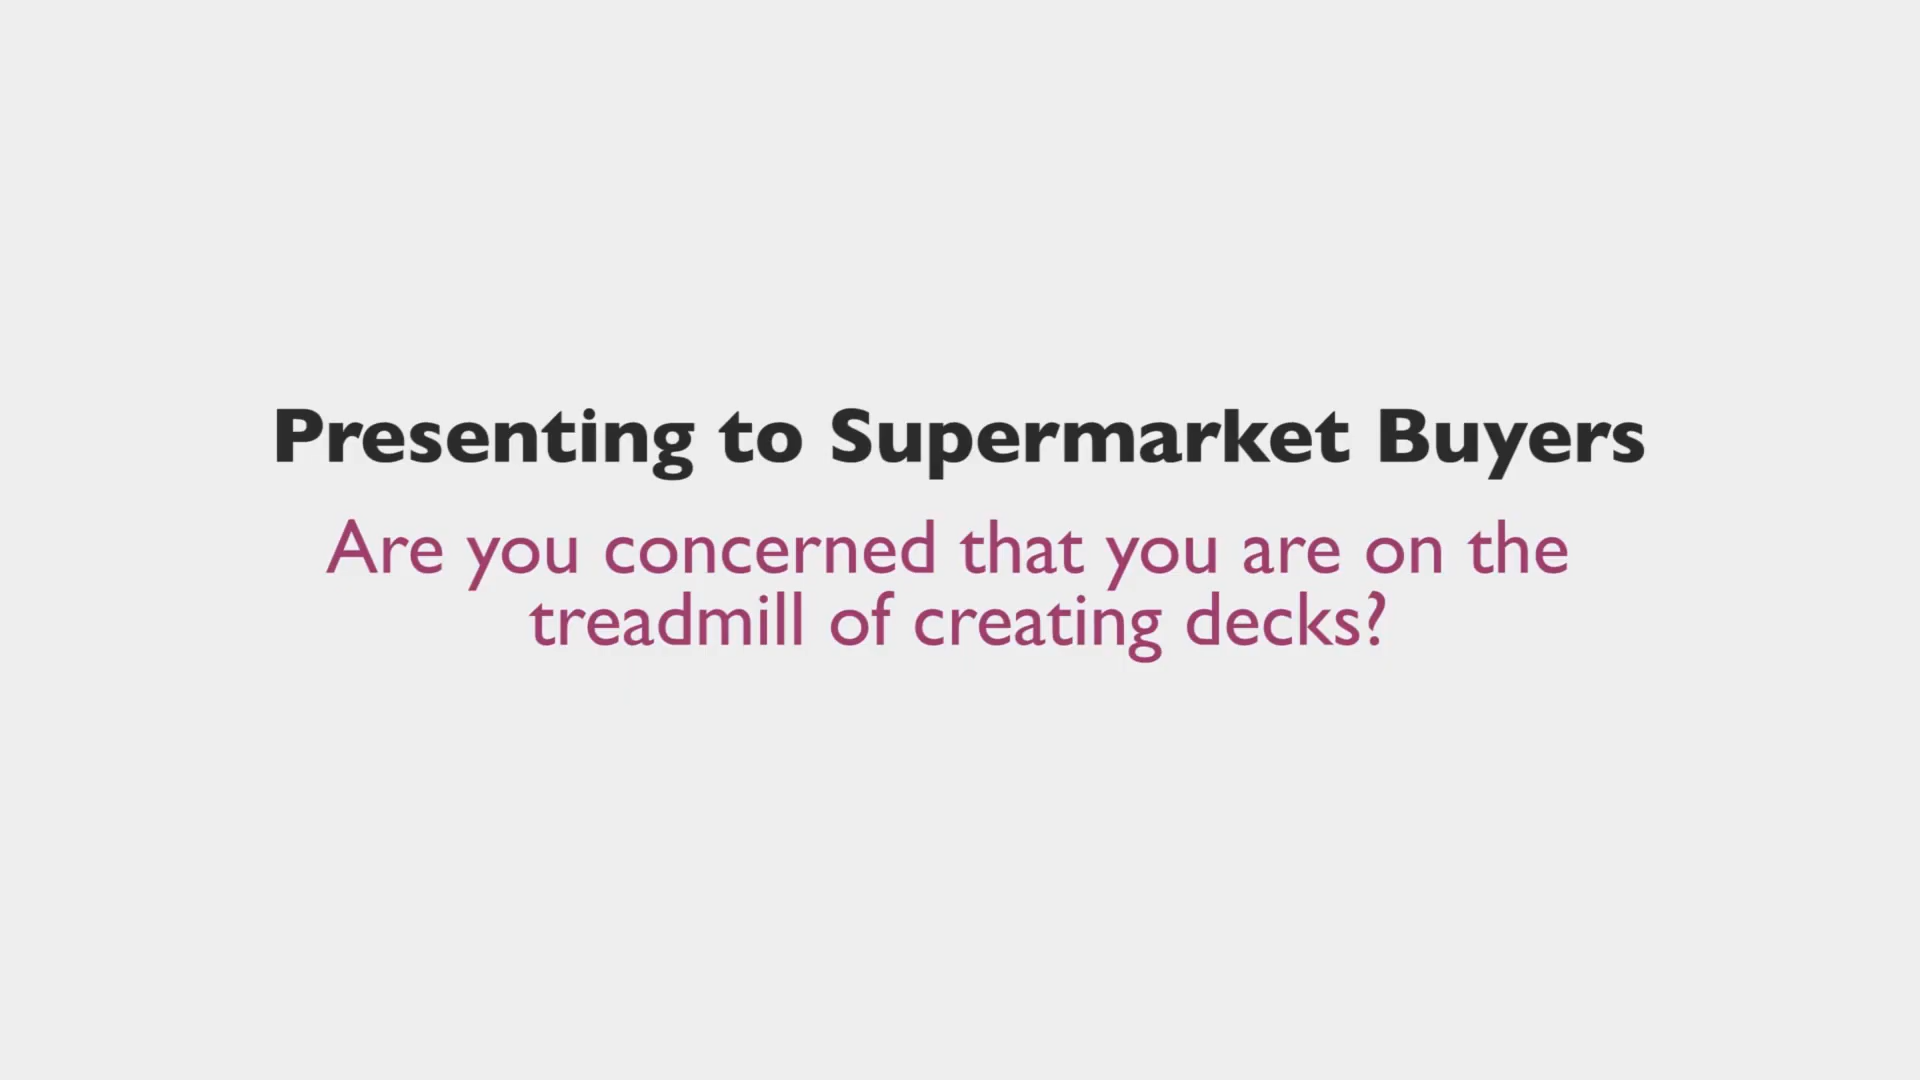 Presenting to Supermarket Buyers
Are you concerned that you are on the
treadmill of creating decks?